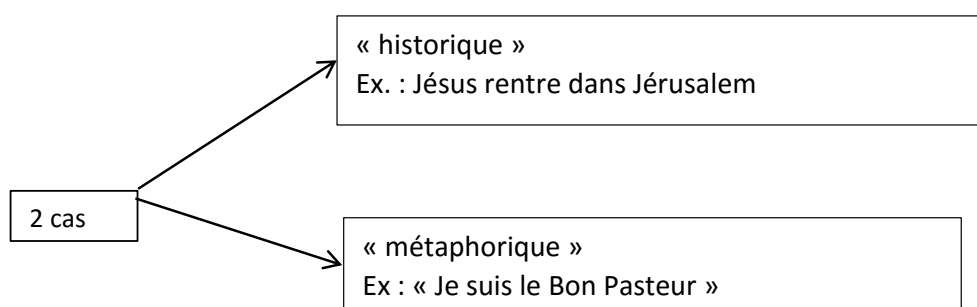 « historique »
Ex. : Jésus rentre dans Jérusalem
2 cas
« métaphorique »
Ex : « Je suis le Bon Pasteur »